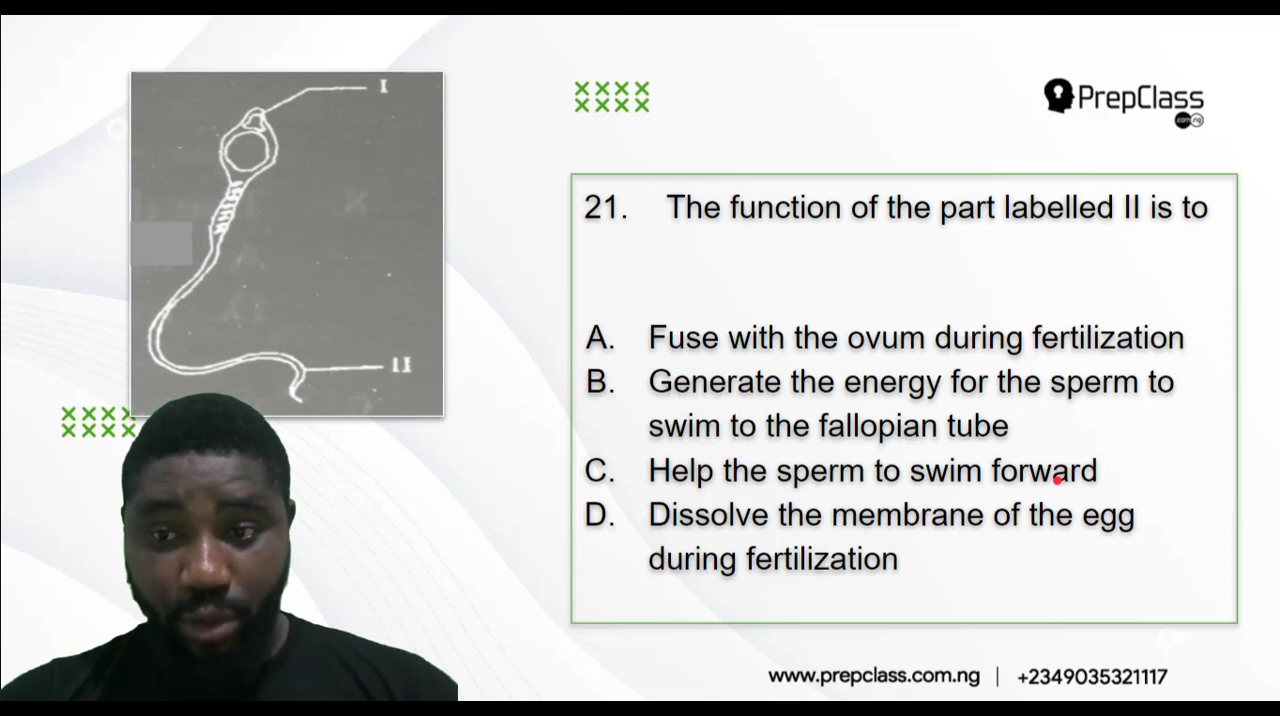 I
II
PrepClass
.com.ng
21. The function of the part labelled II is to
A. Fuse with the ovum during fertilization
B. Generate the energy for the sperm to
swim to the fallopian tube
C. Help the sperm to swim forward
D. Dissolve the membrane of the egg
during fertilization
www.prepclass.com.ng | +2349035321117